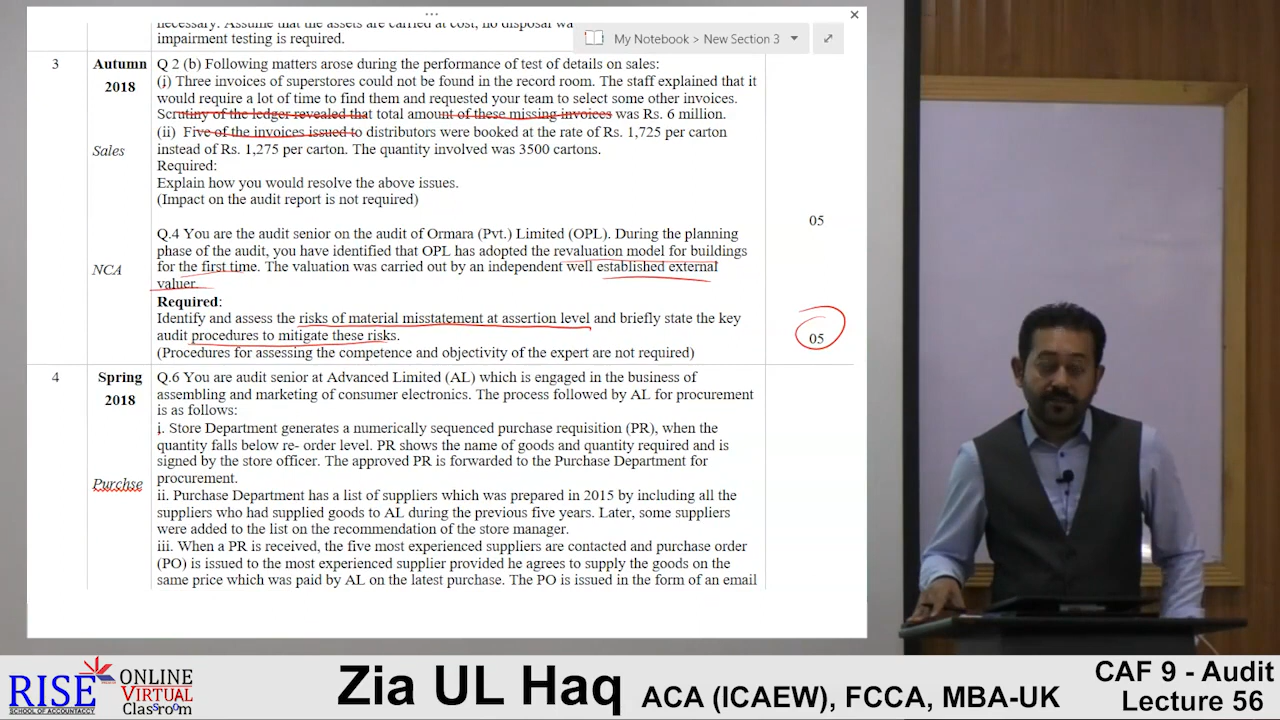 necessary. Assume that the assets are carried at cost, no disposal wa
impairment testing is required.
My Notebook > New Section 3
3
Autumn
2018
Sales
NCA
Q 2 (b) Following matters arose during the performance of test of details on sales:
(i) Three invoices of superstores could not be found in the record room. The staff explained that it
would require a lot of time to find them and requested your team to select some other invoices.
Scrutiny of the ledger revealed that total amount of these missing invoices was Rs. 6 million.
(ii) Five of the invoices issued to distributors were booked at the rate of Rs. 1,725 per carton
instead of Rs. 1,275 per carton. The quantity involved was 3500 cartons.
Required:
Explain how you would resolve the above issues.
(Impact on the audit report is not required)
05
Q.4 You are the audit senior on the audit of Ormara (Pvt.) Limited (OPL). During the planning
phase of the audit, you have identified that OPL has adopted the revaluation model for buildings
for the first time. The valuation was carried out by an independent well established external
valuer.
Required:
Identify and assess the risks of material misstatement at assertion level and briefly state the key
audit procedures to mitigate these risks.
(Procedures for assessing the competence and objectivity of the expert are not required)
05
4
Spring
2018
Purchse
Q.6 You are audit senior at Advanced Limited (AL) which is engaged in the business of
assembling and marketing of consumer electronics. The process followed by AL for procurement
is as follows:
i. Store Department generates a numerically sequenced purchase requisition (PR), when the
quantity falls below re- order level. PR shows the name of goods and quantity required and is
signed by the store officer. The approved PR is forwarded to the Purchase Department for
procurement.
ii. Purchase Department has a list of suppliers which was prepared in 2015 by including all the
suppliers who had supplied goods to AL during the previous five years. Later, some suppliers
were added to the list on the recommendation of the store manager.
iii. When a PR is received, the five most experienced suppliers are contacted and purchase order
(PO) is issued to the most experienced supplier provided he agrees to supply the goods on the
same price which was paid by AL on the latest purchase. The PO is issued in the form of an email
RISE
SCHOOL OF ACCOUNTANCY
ONLINE
VIRTUAL
Classroom
Zia UL Haq ACA (ICAEW), FCCA, MBA-UK
CAF 9 - Audit
Lecture 56